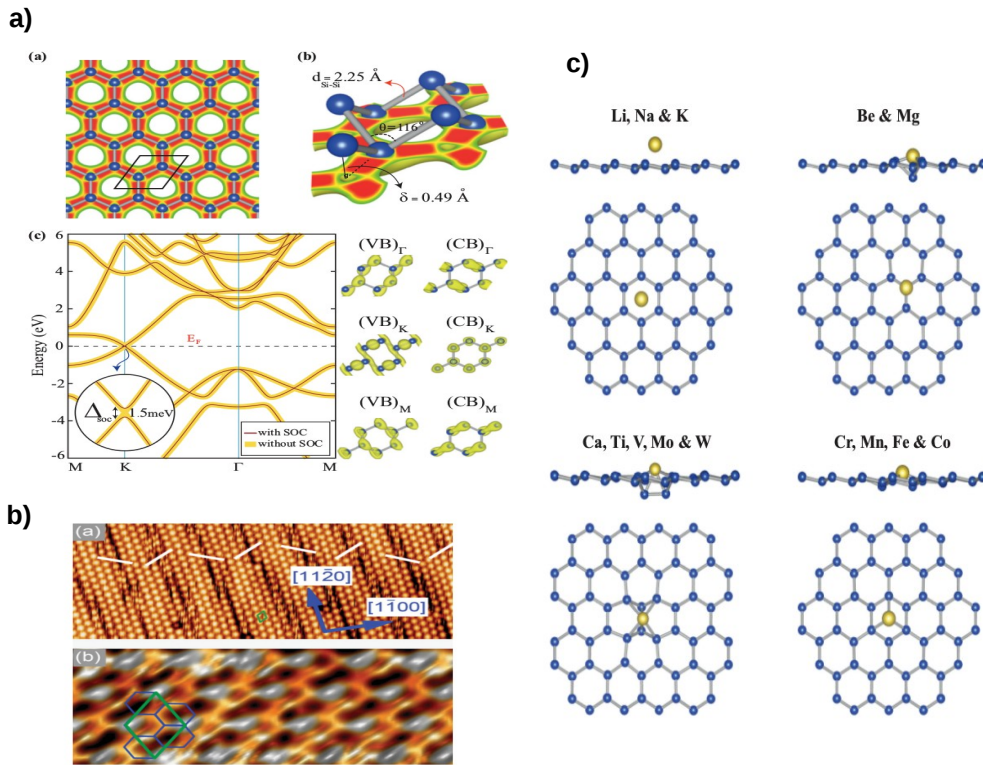 a)
(a)
(b)
d Si-Si = 2.25 Å
θ=116°
δ = 0.49 Å
(c)
Energy (eV)
6
4
2
0
-2
-4
-6
E_F
Δsoc
1.5meV
with SOC
without SOC
M
K
Γ
M
(VB)Γ
(CB)Γ
(VB)K
(CB)K
(VB)M
(CB)M
b)
(a)
[112̄0]
[11̄00]
(b)
c)
Li, Na & K
Be & Mg
Ca, Ti, V, Mo & W
Cr, Mn, Fe & Co